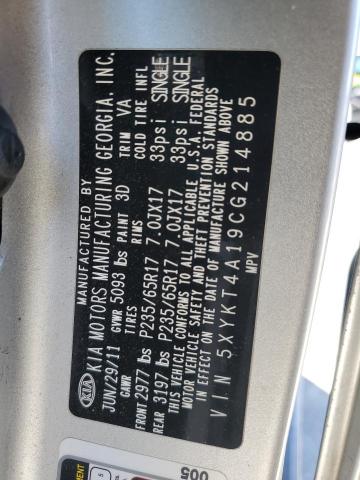 MANUFACTURED BY
KIA KIA MOTORS MANUFACTURING GEORGIA, INC.
JUN/29/11 GVWR 5093 lbs PAINT 3D TRIM VA
GAWR TIRES RIMS COLD TIRE INFL
FRONT 2977 lbs P235/65R17 7.0JX17 33psi SINGLE
REAR 3197 lbs P235/65R17 7.0JX17 33psi SINGLE
THIS VEHICLE CONFORMS TO ALL APPLICABLE U.S.A. FEDERAL
MOTOR VEHICLE SAFETY AND THEFT PREVENTION STANDARDS
IN EFFECT ON THE DATE OF MANUFACTURE SHOWN ABOVE
VIN 5XYKT4A19CG214885
MPV
500